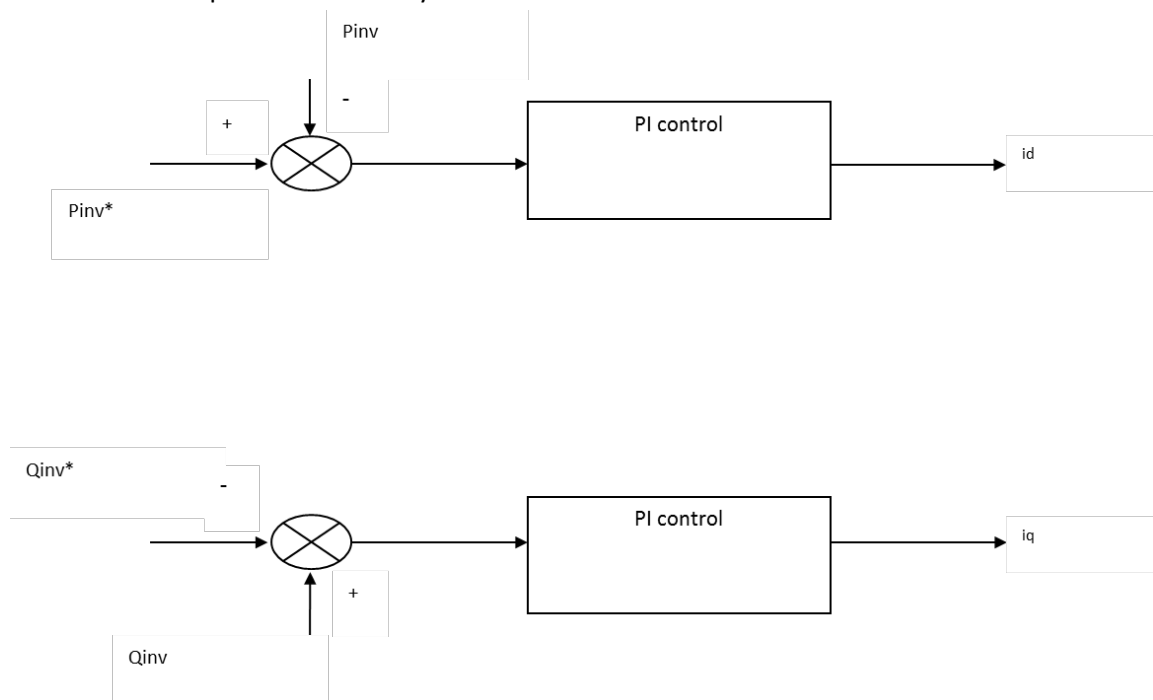 Pinv
-
+
PI control
id
Pinv*
Qinv*
-
PI control
iq
+
Qinv